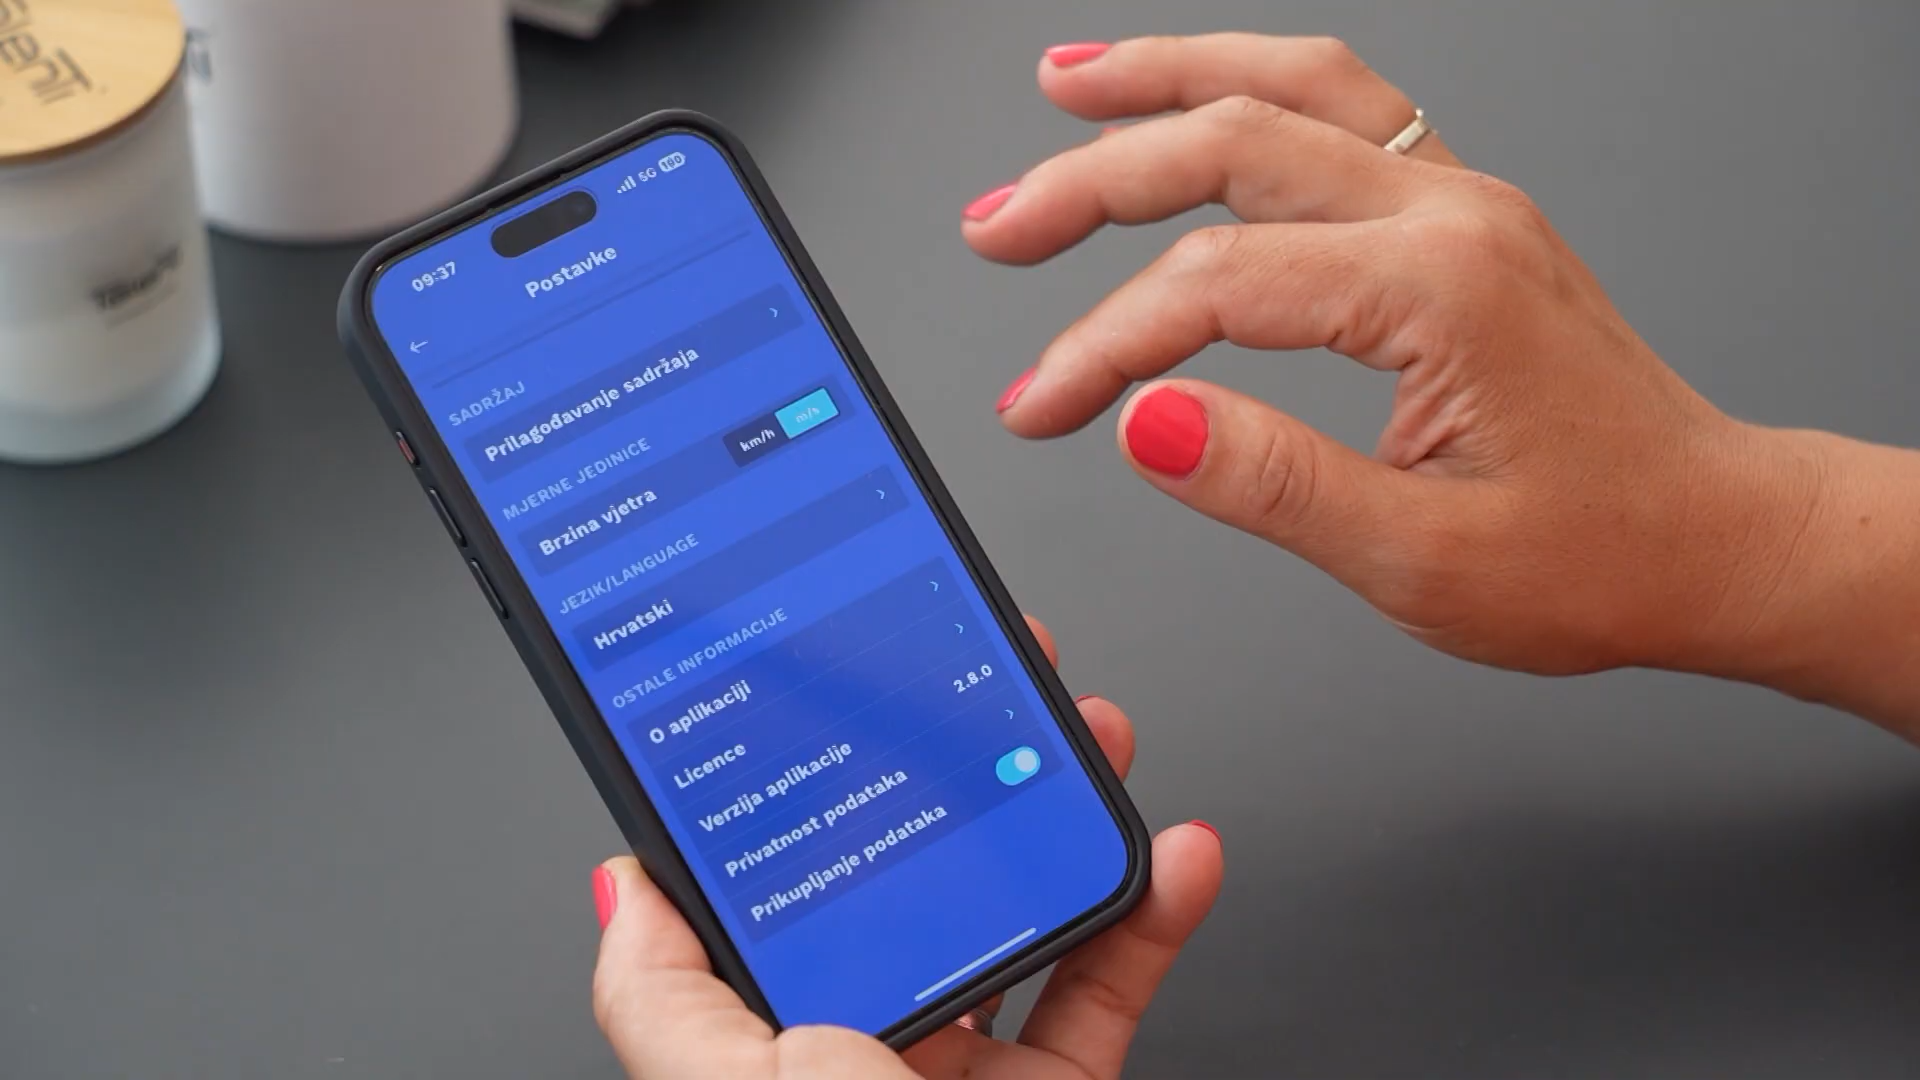 09:37
5G 100
Postavke
SADRŽAJ
Prilagođavanje sadržaja
MJERNE JEDINICE
Brzina vjetra km/h m/s
JEZIK/LANGUAGE
Hrvatski
OSTALE INFORMACIJE
O aplikaciji
Licence
Verzija aplikacije 2.8.0
Privatnost podataka
Prikupljanje podataka